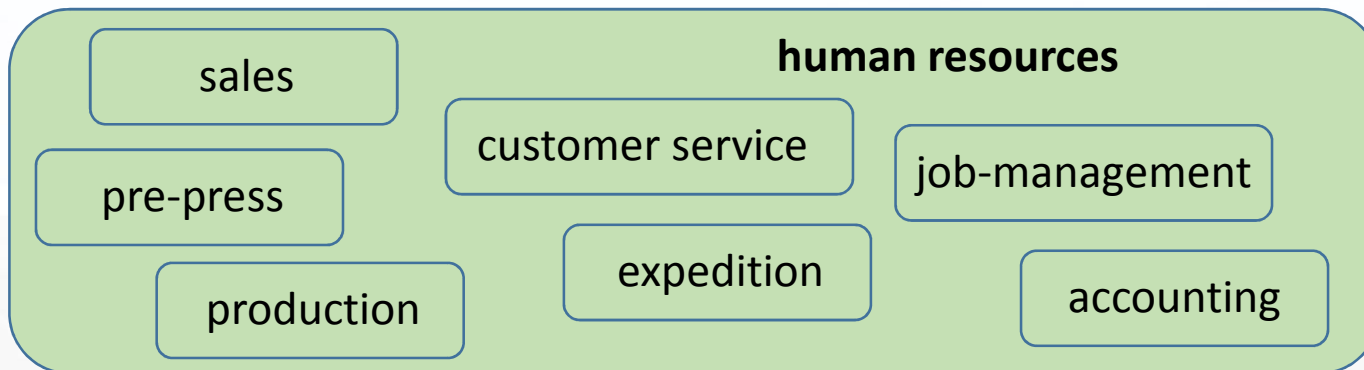 human resources
sales
customer service
job-management
pre-press
expedition
accounting
production